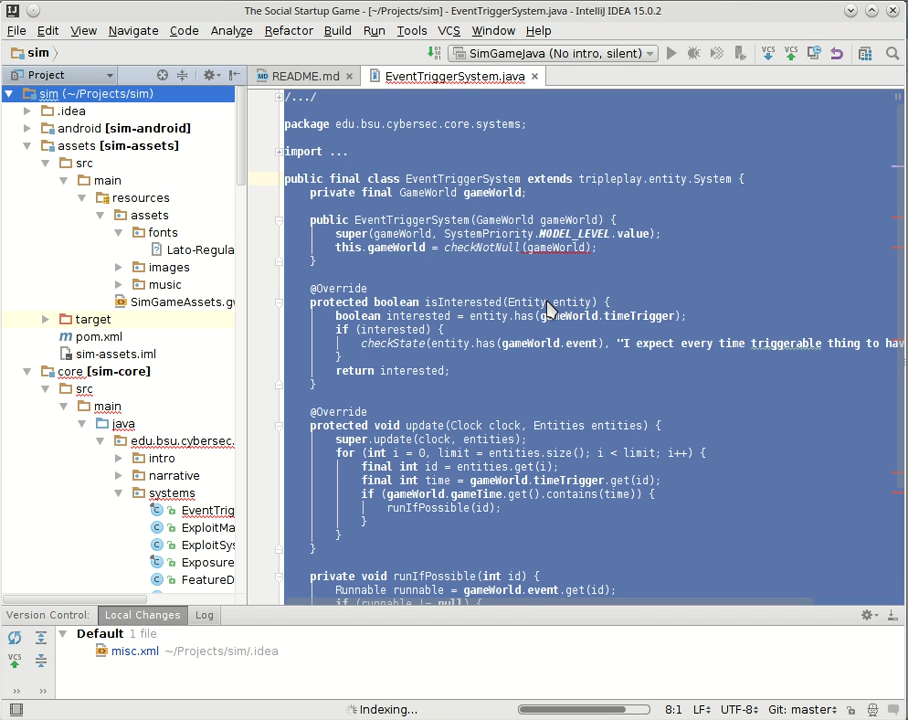 The Social Startup Game - [~/Projects/sim] - EventTriggerSystem.java - IntelliJ IDEA 15.0.2
File Edit View Navigate Code Analyze Refactor Build Run Tools VCS Window Help
sim
SimGameJava (No intro, silent)
VCS VCS
Project
README.md
EventTriggerSystem.java
sim (~/Projects/sim)
.idea
android [sim-android]
assets [sim-assets]
src
main
resources
assets
fonts
Lato-Regula
images
music
SimGameAssets.gw
target
pom.xml
sim-assets.iml
core [sim-core]
src
main
java
edu.bsu.cybersec.
intro
narrative
systems
EventTrig
ExploitMa
ExploitSys
Exposure
FeatureD
/.../
package edu.bsu.cybersec.core.systems;
import ...
public final class EventTriggerSystem extends tripleplay.entity.System {
private final GameWorld gameWorld;
public EventTriggerSystem(GameWorld gameWorld) {
super(gameWorld, SystemPriority.MODEL_LEVEL.value);
this.gameWorld = checkNotNull(gameWorld);
}
@Override
protected boolean isInterested(Entity entity) {
boolean interested = entity.has(gameWorld.timeTrigger);
if (interested) {
checkState(entity.has(gameWorld.event), "I expect every time triggerable thing to hav
}
return interested;
}
@Override
protected void update(Clock clock, Entities entities) {
super.update(clock, entities);
for (int i = 0, limit = entities.size(); i < limit; i++) {
final int id = entities.get(i);
final int time = gameWorld.timeTrigger.get(id);
if (gameWorld.gameTime.get().contains(time)) {
runIfPossible(id);
}
}
}
private void runIfPossible(int id) {
Runnable runnable = gameWorld.event.get(id);
if (runnable != null) {
Version Control: Local Changes Log
Default 1 file
misc.xml ~/Projects/sim/.idea
VCS
Indexing...
8:1 LF UTF-8 Git: master